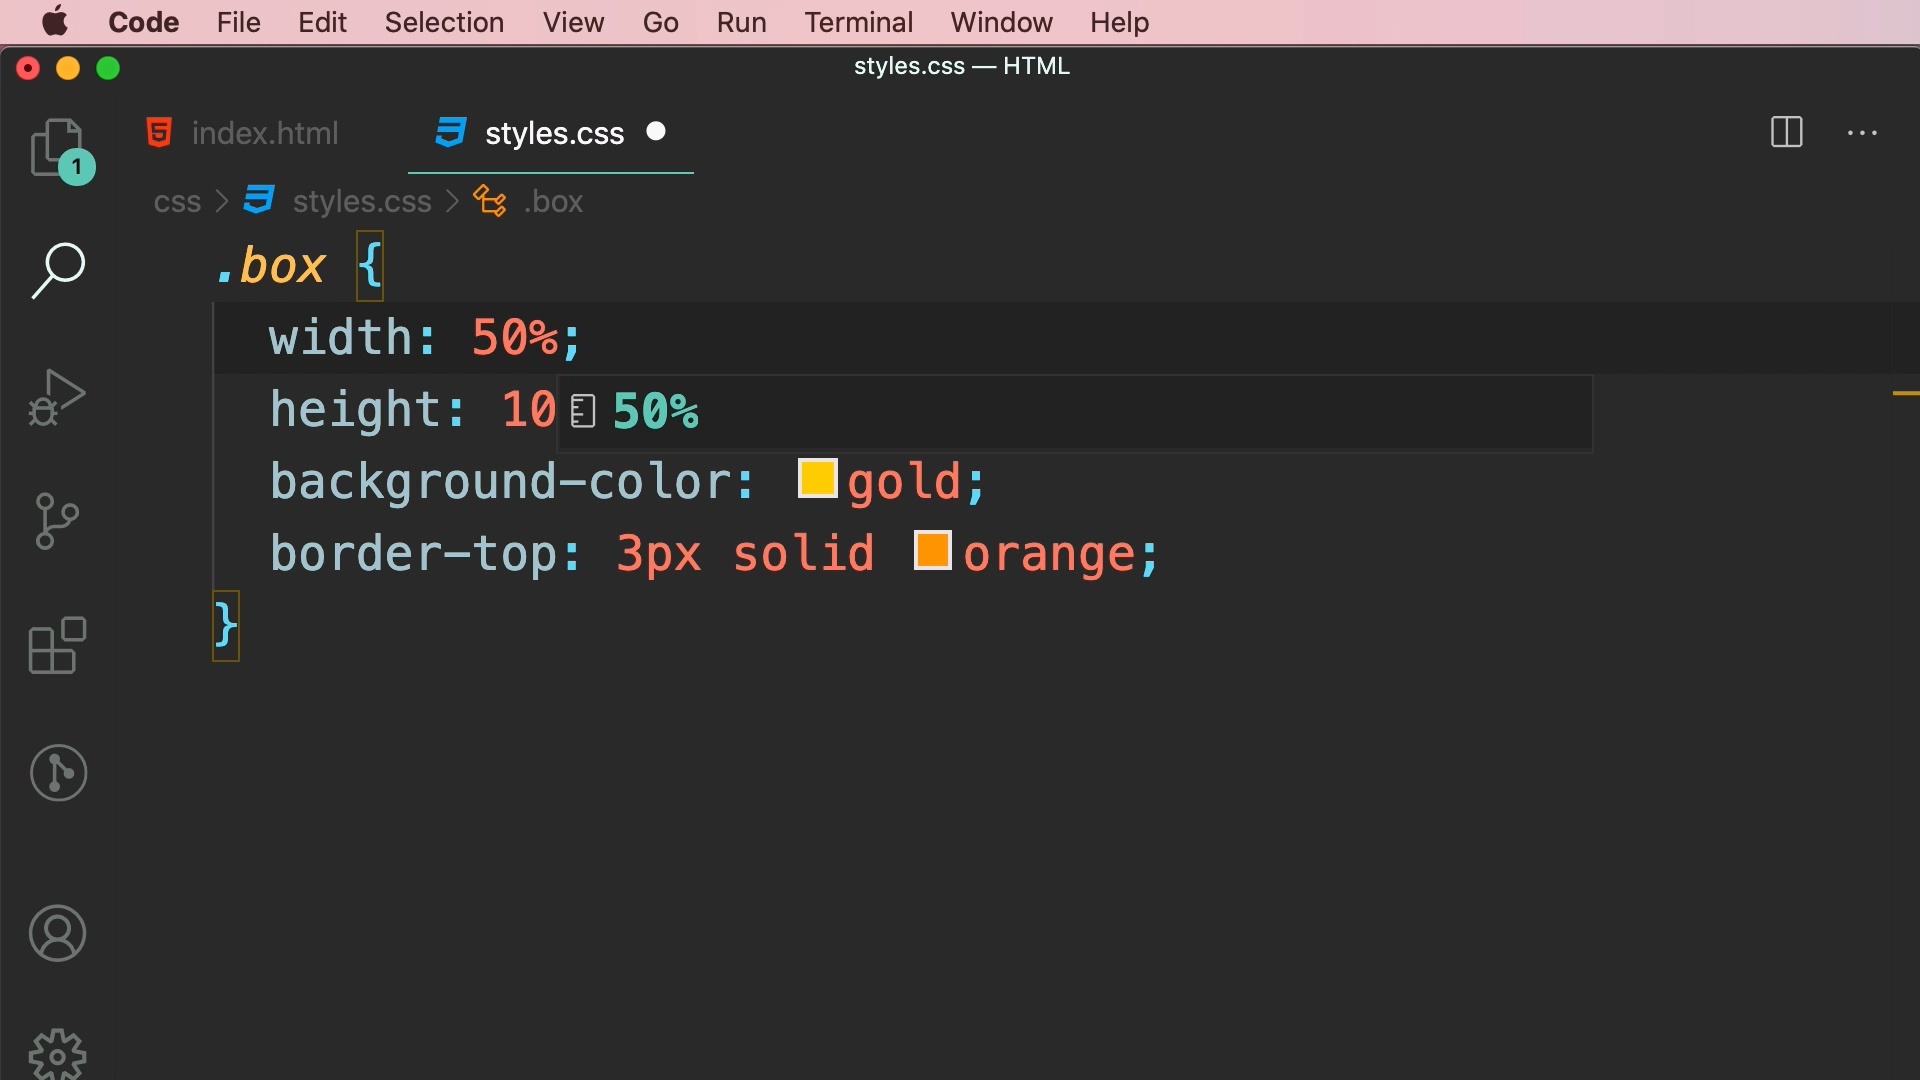 Code File Edit Selection View Go Run Terminal Window Help
styles.css — HTML
index.html styles.css
1
css > styles.css > .box
.box {
width: 50%;
height: 10
50%
background-color: gold;
border-top: 3px solid orange;
}